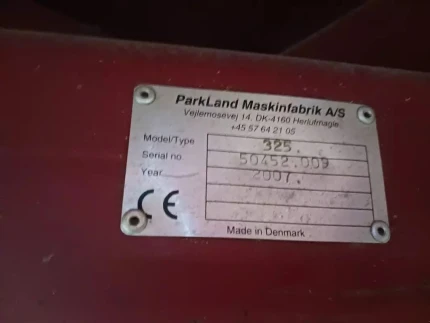 ParkLand Maskinfabrik A/S
Vejlemosevej 14, DK-4160 Herlufmagle
+45 57 64 21 05
Model/Type 325.
Serial no. 50452.009
Year 2007.
CE
Made in Denmark